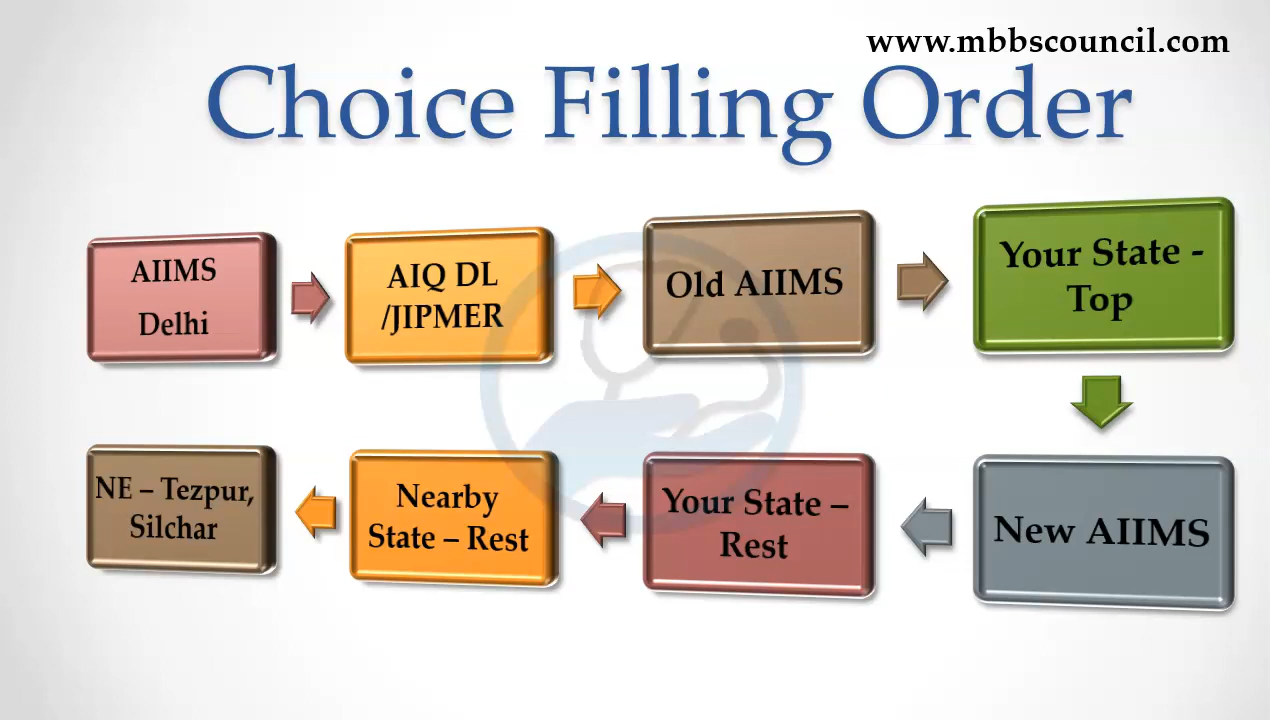 www.mbbscouncil.com
Choice Filling Order
AIIMS
Delhi
AIQ DL
/JIPMER
Old AIIMS
Your State -
Top
New AIIMS
Your State –
Rest
Nearby
State – Rest
NE – Tezpur,
Silchar